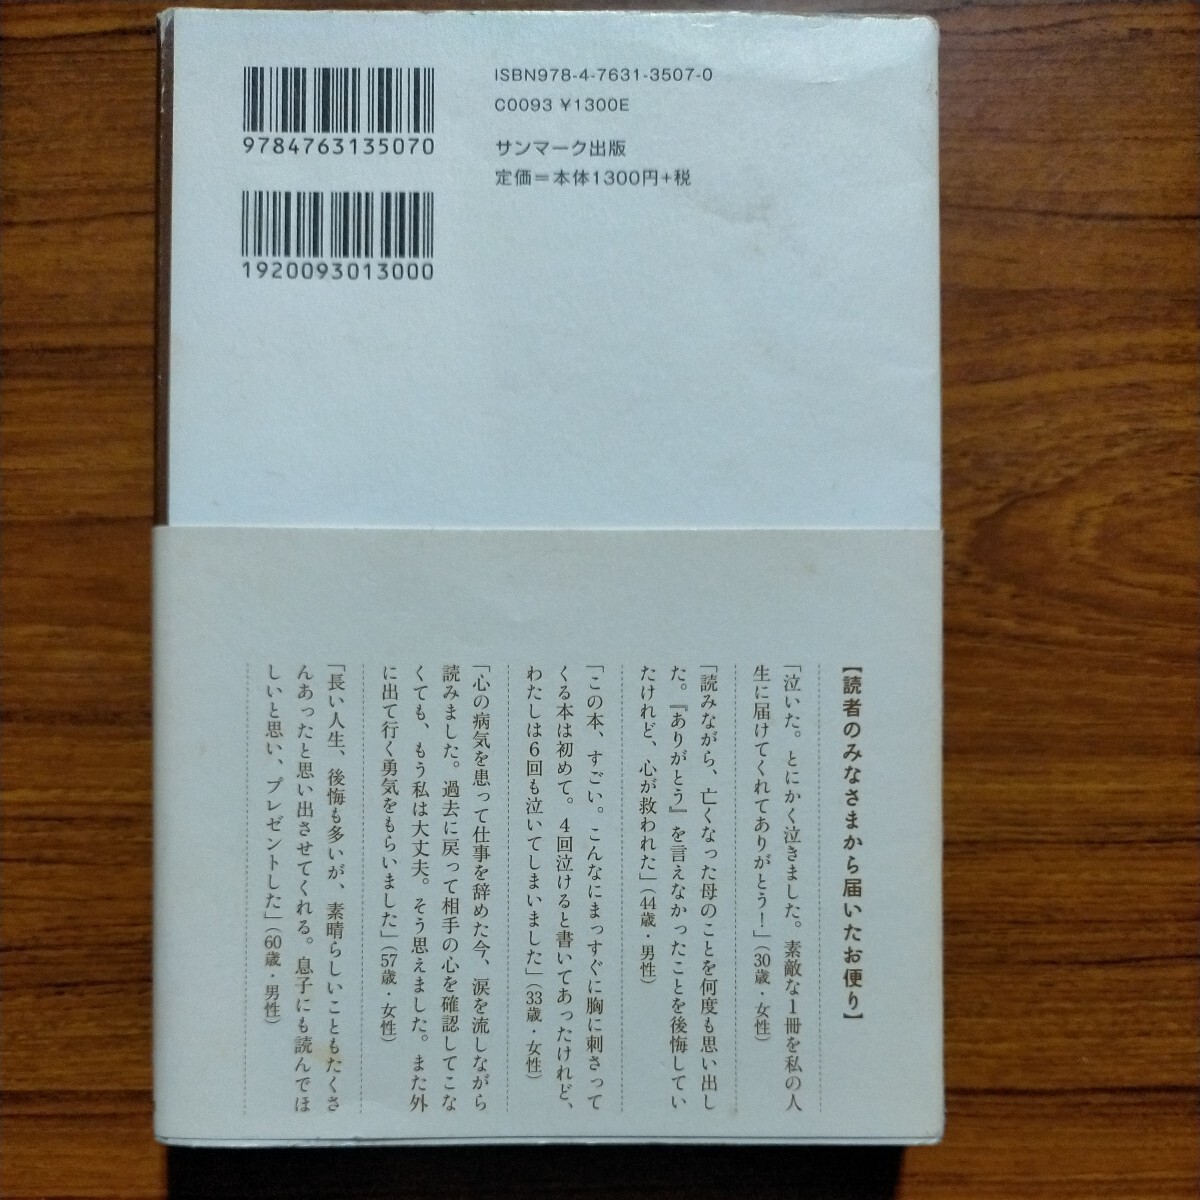 ISBN978-4-7631-3507-0
C0093 ¥1300E
9784763135070
サンマーク出版
定価＝本体1300円+税
1920093013000
【読者のみなさまから届いたお便り】
「泣いた。とにかく泣きました。素敵な1冊を私の人
生に届けてくれてありがとう！」(30歳・女性)
「読みながら、亡くなった母のことを何度も思い出し
た。『ありがとう』を言えなかったことを後悔してい
たけれど、心が救われた」(44歳・男性)
「この本、すごい。こんなにまっすぐに胸に刺さって
くる本は初めて。4回泣けると書いてあったけれど、
わたしは6回も泣いてしまいました」(33歳・女性)
「心の病気を患って仕事を辞めた今、涙を流しながら
読みました。過去に戻って相手の心を確認してこな
くても、もう私は大丈夫。そう思えました。また外
に出て行く勇気をもらいました」(57歳・女性)
「長い人生、後悔も多いが、素晴らしいこともたくさ
んあったと思い出させてくれる。息子にも読んでほ
しいと思い、プレゼントした」(60歳・男性)